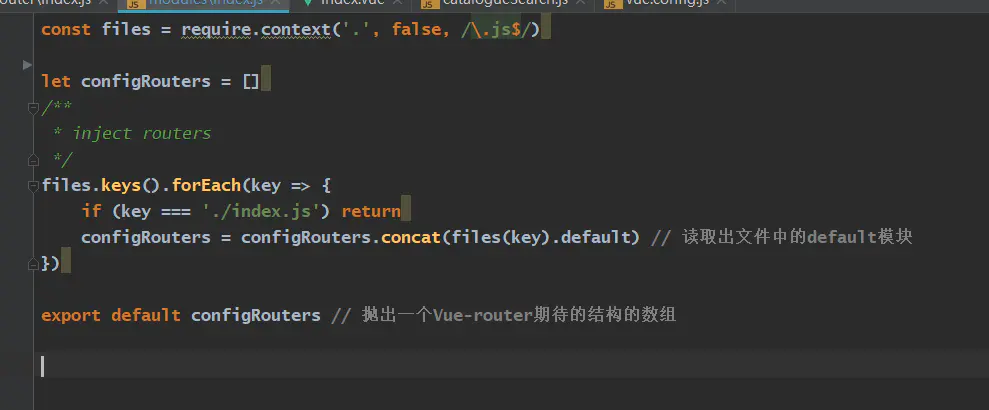 outer\index.js modules\index.js index.vue catalogueSearch.js vue.config.js
const files = require.context('.', false, /\.js$/)
let configRouters = []
/**
* inject routers
*/
files.keys().forEach(key => {
if (key === './index.js') return
configRouters = configRouters.concat(files(key).default) // 读取出文件中的default模块
})
export default configRouters // 抛出一个Vue-router期待的结构的数组